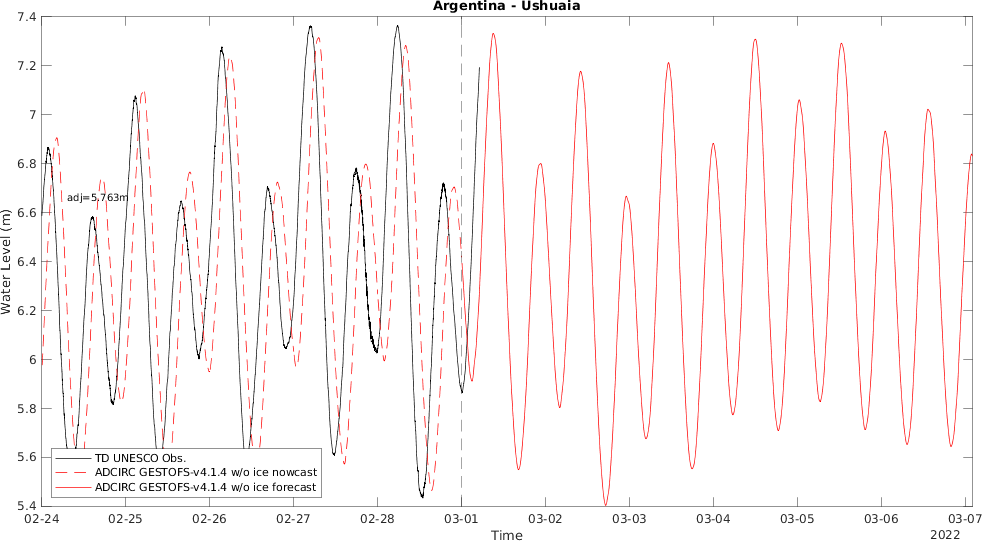 Argentina - Ushuaia
7.4
7.2
7
6.8
6.6
6.4
6.2
6
5.8
5.6
5.4
Water Level (m)
adj=5.763m
TD UNESCO Obs.
ADCIRC GESTOFS-v4.1.4 w/o ice nowcast
ADCIRC GESTOFS-v4.1.4 w/o ice forecast
02-24 02-25 02-26 02-27 02-28 03-01 03-02 03-03 03-04 03-05 03-06 03-07
Time
2022